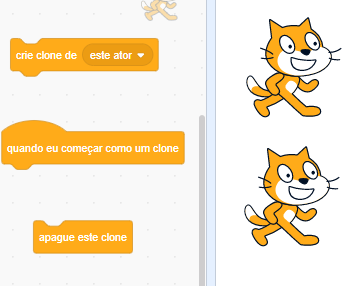 crie clone de este ator
quando eu começar como um clone
apague este clone